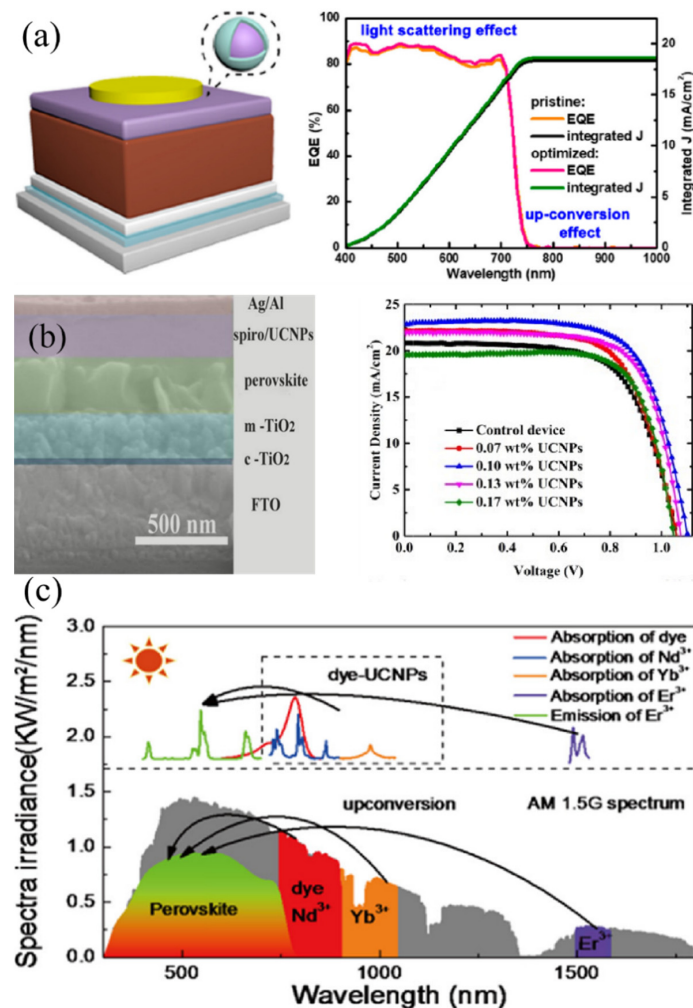 (a)
light scattering effect
EQE (%)
100
80
60
40
20
0
pristine:
EQE
integrated J
optimized:
EQE
integrated J
up-conversion
effect
20
15
10
5
0
Integrated J (mA/cm²)
400 500 600 700 800 900 1000
Wavelength (nm)
(b)
Ag/Al
spiro/UCNPs
perovskite
m -TiO2
c -TiO2
FTO
500 nm
Current Density (mA/cm²)
25
20
15
10
5
0
Control device
0.07 wt% UCNPs
0.10 wt% UCNPs
0.13 wt% UCNPs
0.17 wt% UCNPs
0.0 0.2 0.4 0.6 0.8 1.0
Voltage (V)
(c)
Spectra irradiance(KW/m²/nm)
3.0
2.5
2.0
1.5
1.0
0.5
0.0
dye-UCNPs
Absorption of dye
Absorption of Nd³⁺
Absorption of Yb³⁺
Absorption of Er³⁺
Emission of Er³⁺
upconversion
AM 1.5G spectrum
Perovskite
dye
Nd³⁺
Yb³⁺
Er³⁺
500 1000 1500
Wavelength (nm)